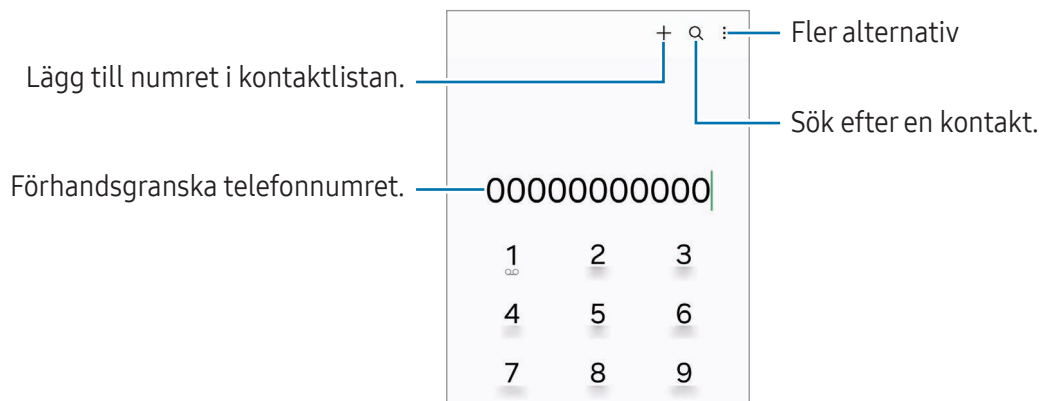 Fler alternativ
Lägg till numret i kontaktlistan.
Sök efter en kontakt.
Förhandsgranska telefonnumret.
00000000000
1 2 3
4 5 6
7 8 9